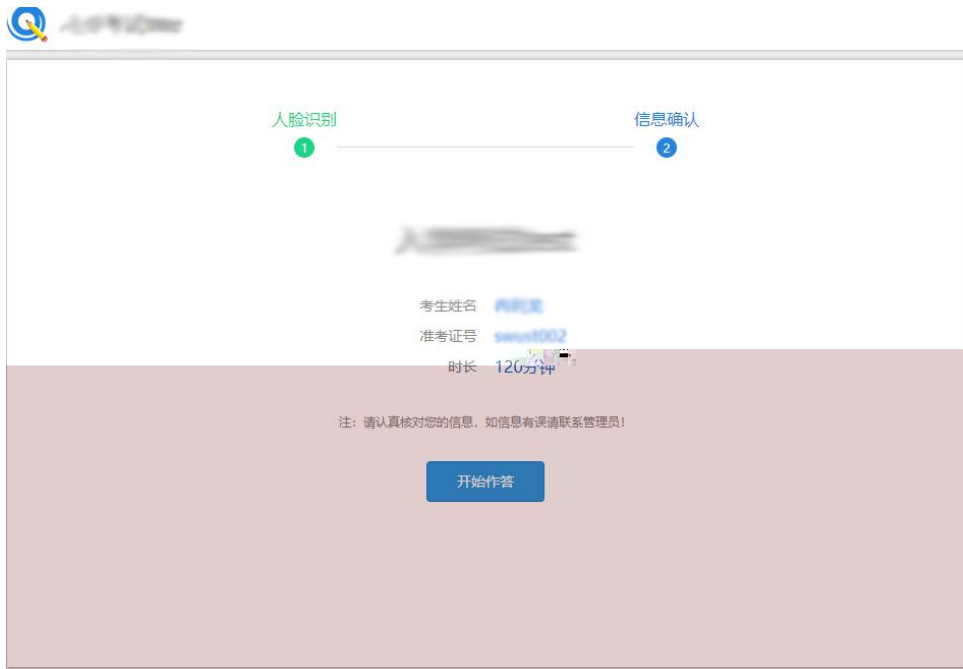 人脸识别
信息确认
1
2
考生姓名
准考证号 swust002
时长 120分钟
注：请认真核对您的信息，如信息有误请联系管理员！
开始作答